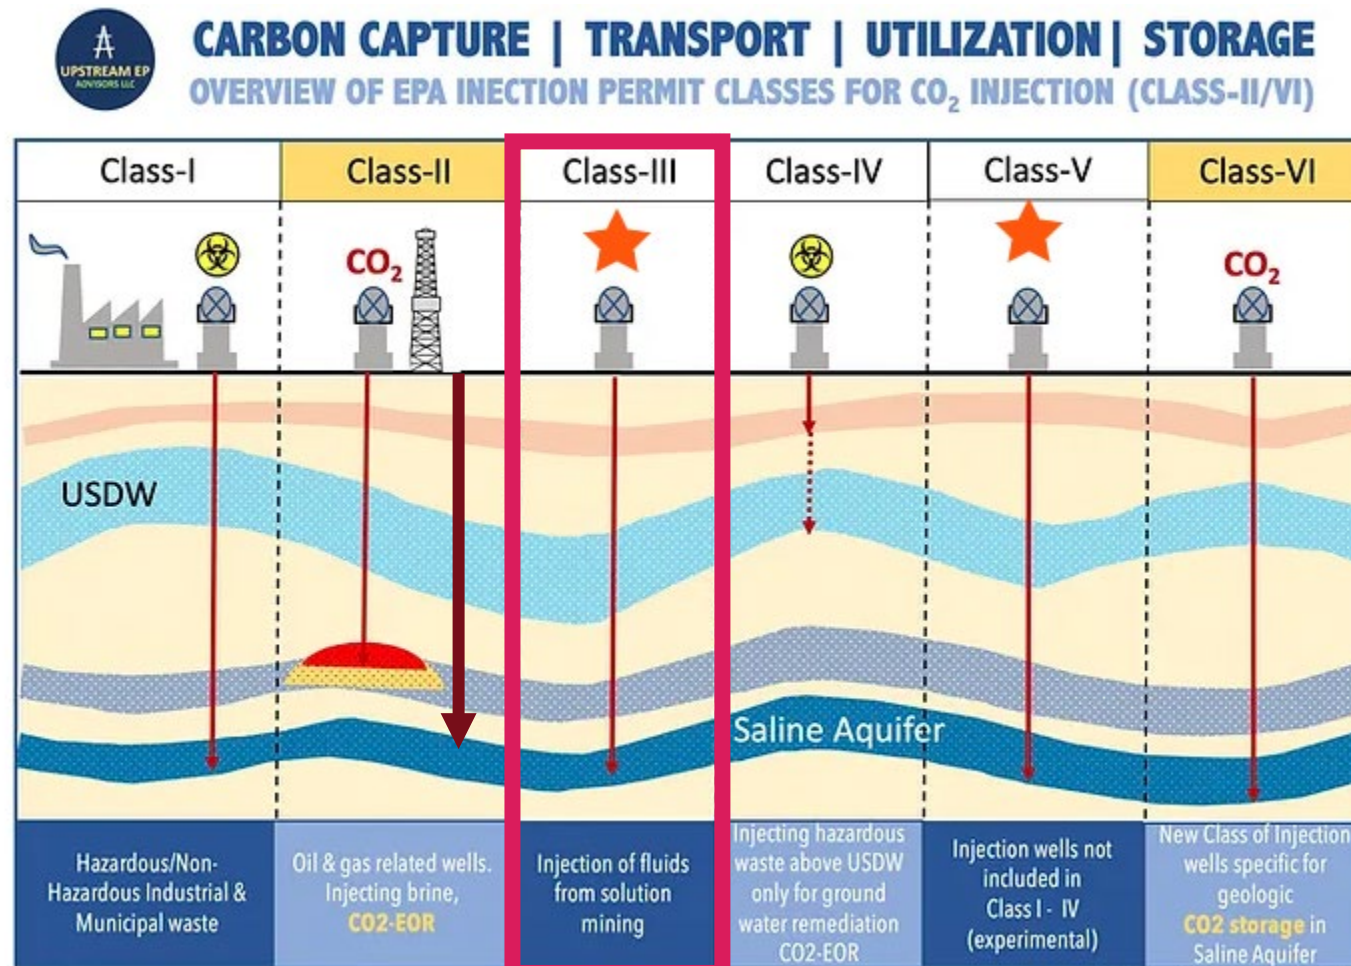 UPSTREAM EP
ADVISORS LLC
CARBON CAPTURE | TRANSPORT | UTILIZATION | STORAGE
OVERVIEW OF EPA INECTION PERMIT CLASSES FOR CO₂ INJECTION (CLASS-II/VI)
Class-I
Class-II
Class-III
Class-IV
Class-V
Class-VI
CO₂
CO₂
USDW
Saline Aquifer
Hazardous/Non-
Hazardous Industrial &
Municipal waste
Oil & gas related wells.
Injecting brine,
CO2-EOR
Injection of fluids
from solution
mining
Injecting hazardous
waste above USDW
only for ground
water remediation
CO2-EOR
Injection wells not
included in
Class I - IV
(experimental)
New Class of Injection
wells specific for
geologic
CO2 storage in
Saline Aquifer